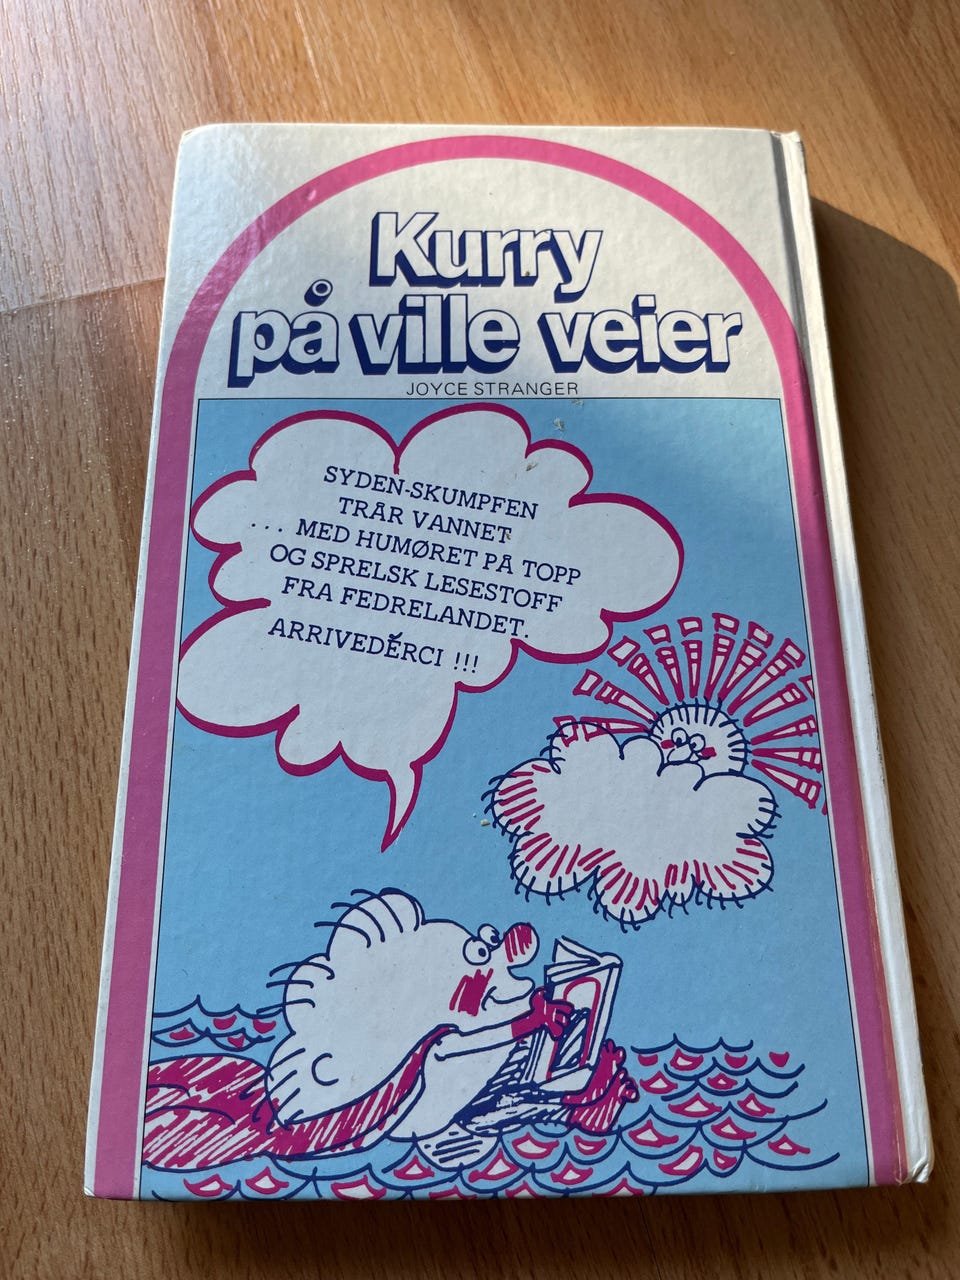 Kurry
på ville veier
JOYCE STRANGER
SYDEN-SKUMPFEN
TRÅR VANNET
... MED HUMØRET PÅ TOPP
OG SPRELSK LESESTOFF
FRA FEDRELANDET.
ARRIVEDĔRCI !!!